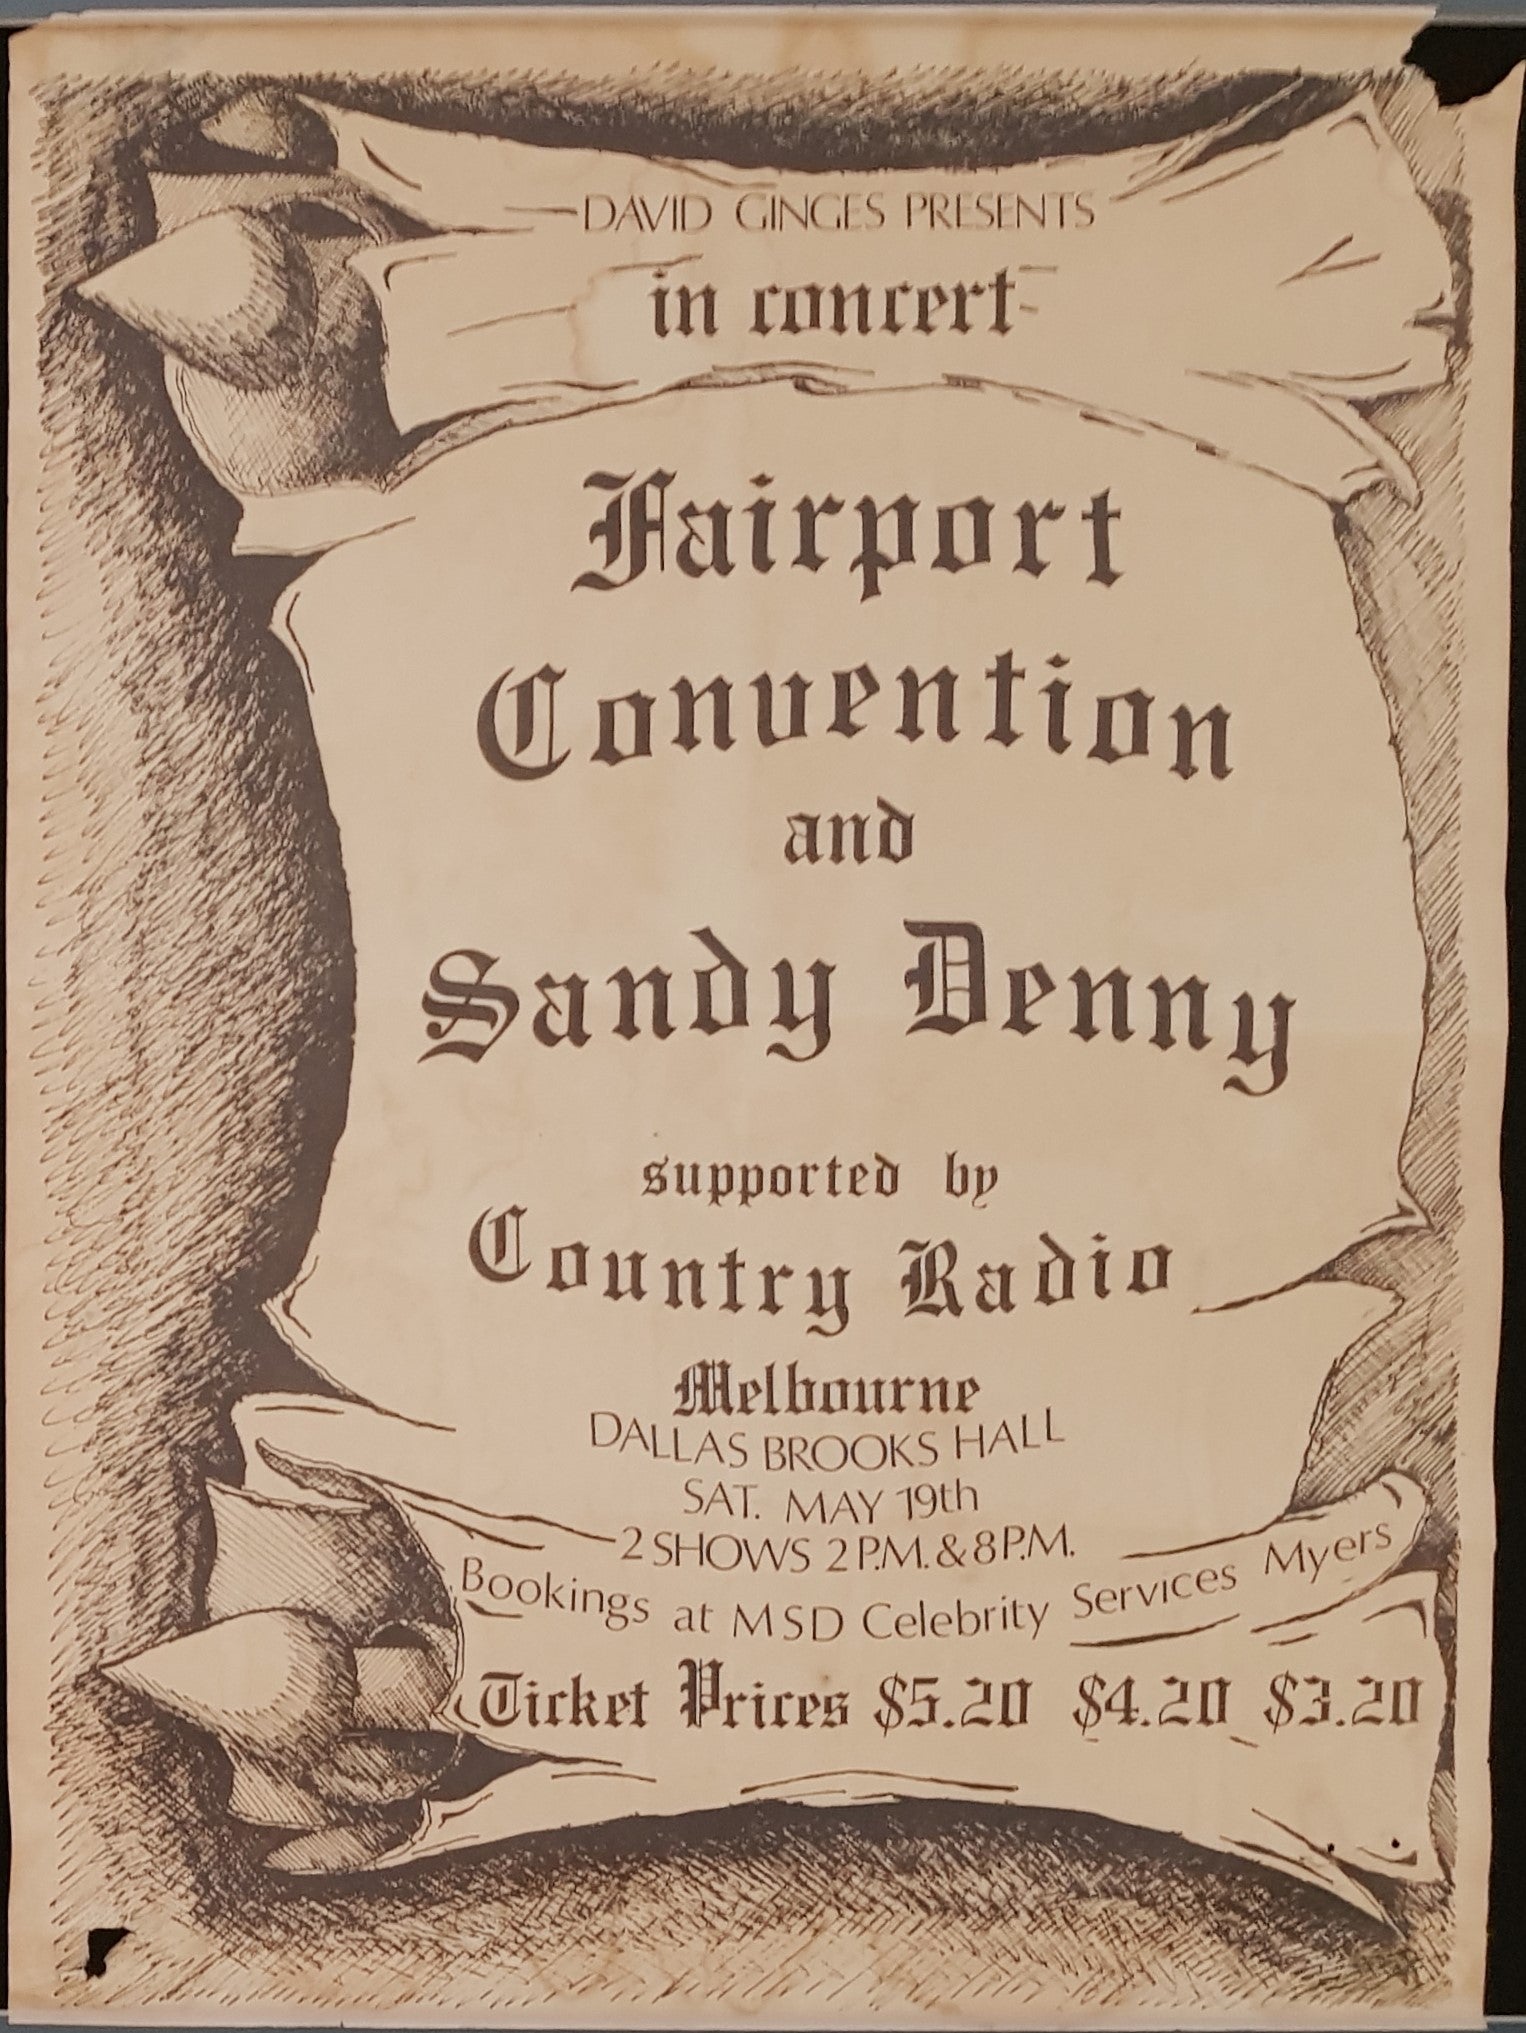 DAVID GINGES PRESENTS
in concert
Fairport
Convention
and
Sandy Denny
supported by
Country Radio
Melbourne
DALLAS BROOKS HALL
SAT. MAY 19th
2 SHOWS 2 P.M. & 8 P.M.
Bookings at MSD Celebrity Services Myers
Ticket Prices $5.20 $4.20 $3.20